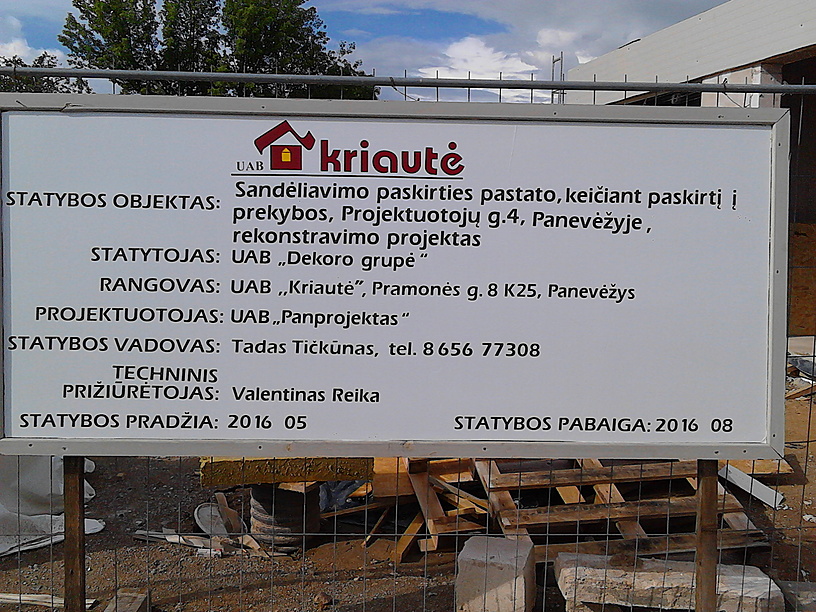 UAB kriautė
STATYBOS OBJEKTAS: Sandėliavimo paskirties pastato, keičiant paskirtį į
prekybos, Projektuotojų g.4, Panevėžyje,
rekonstravimo projektas
STATYTOJAS: UAB „Dekoro grupė“
RANGOVAS: UAB ,,Kriautė”, Pramonės g. 8 K25, Panevėžys
PROJEKTUOTOJAS: UAB „Panprojektas“
STATYBOS VADOVAS: Tadas Tičkūnas, tel. 8 656 77308
TECHNINIS
PRIŽIŪRĖTOJAS: Valentinas Reika
STATYBOS PRADŽIA: 2016 05 STATYBOS PABAIGA: 2016 08